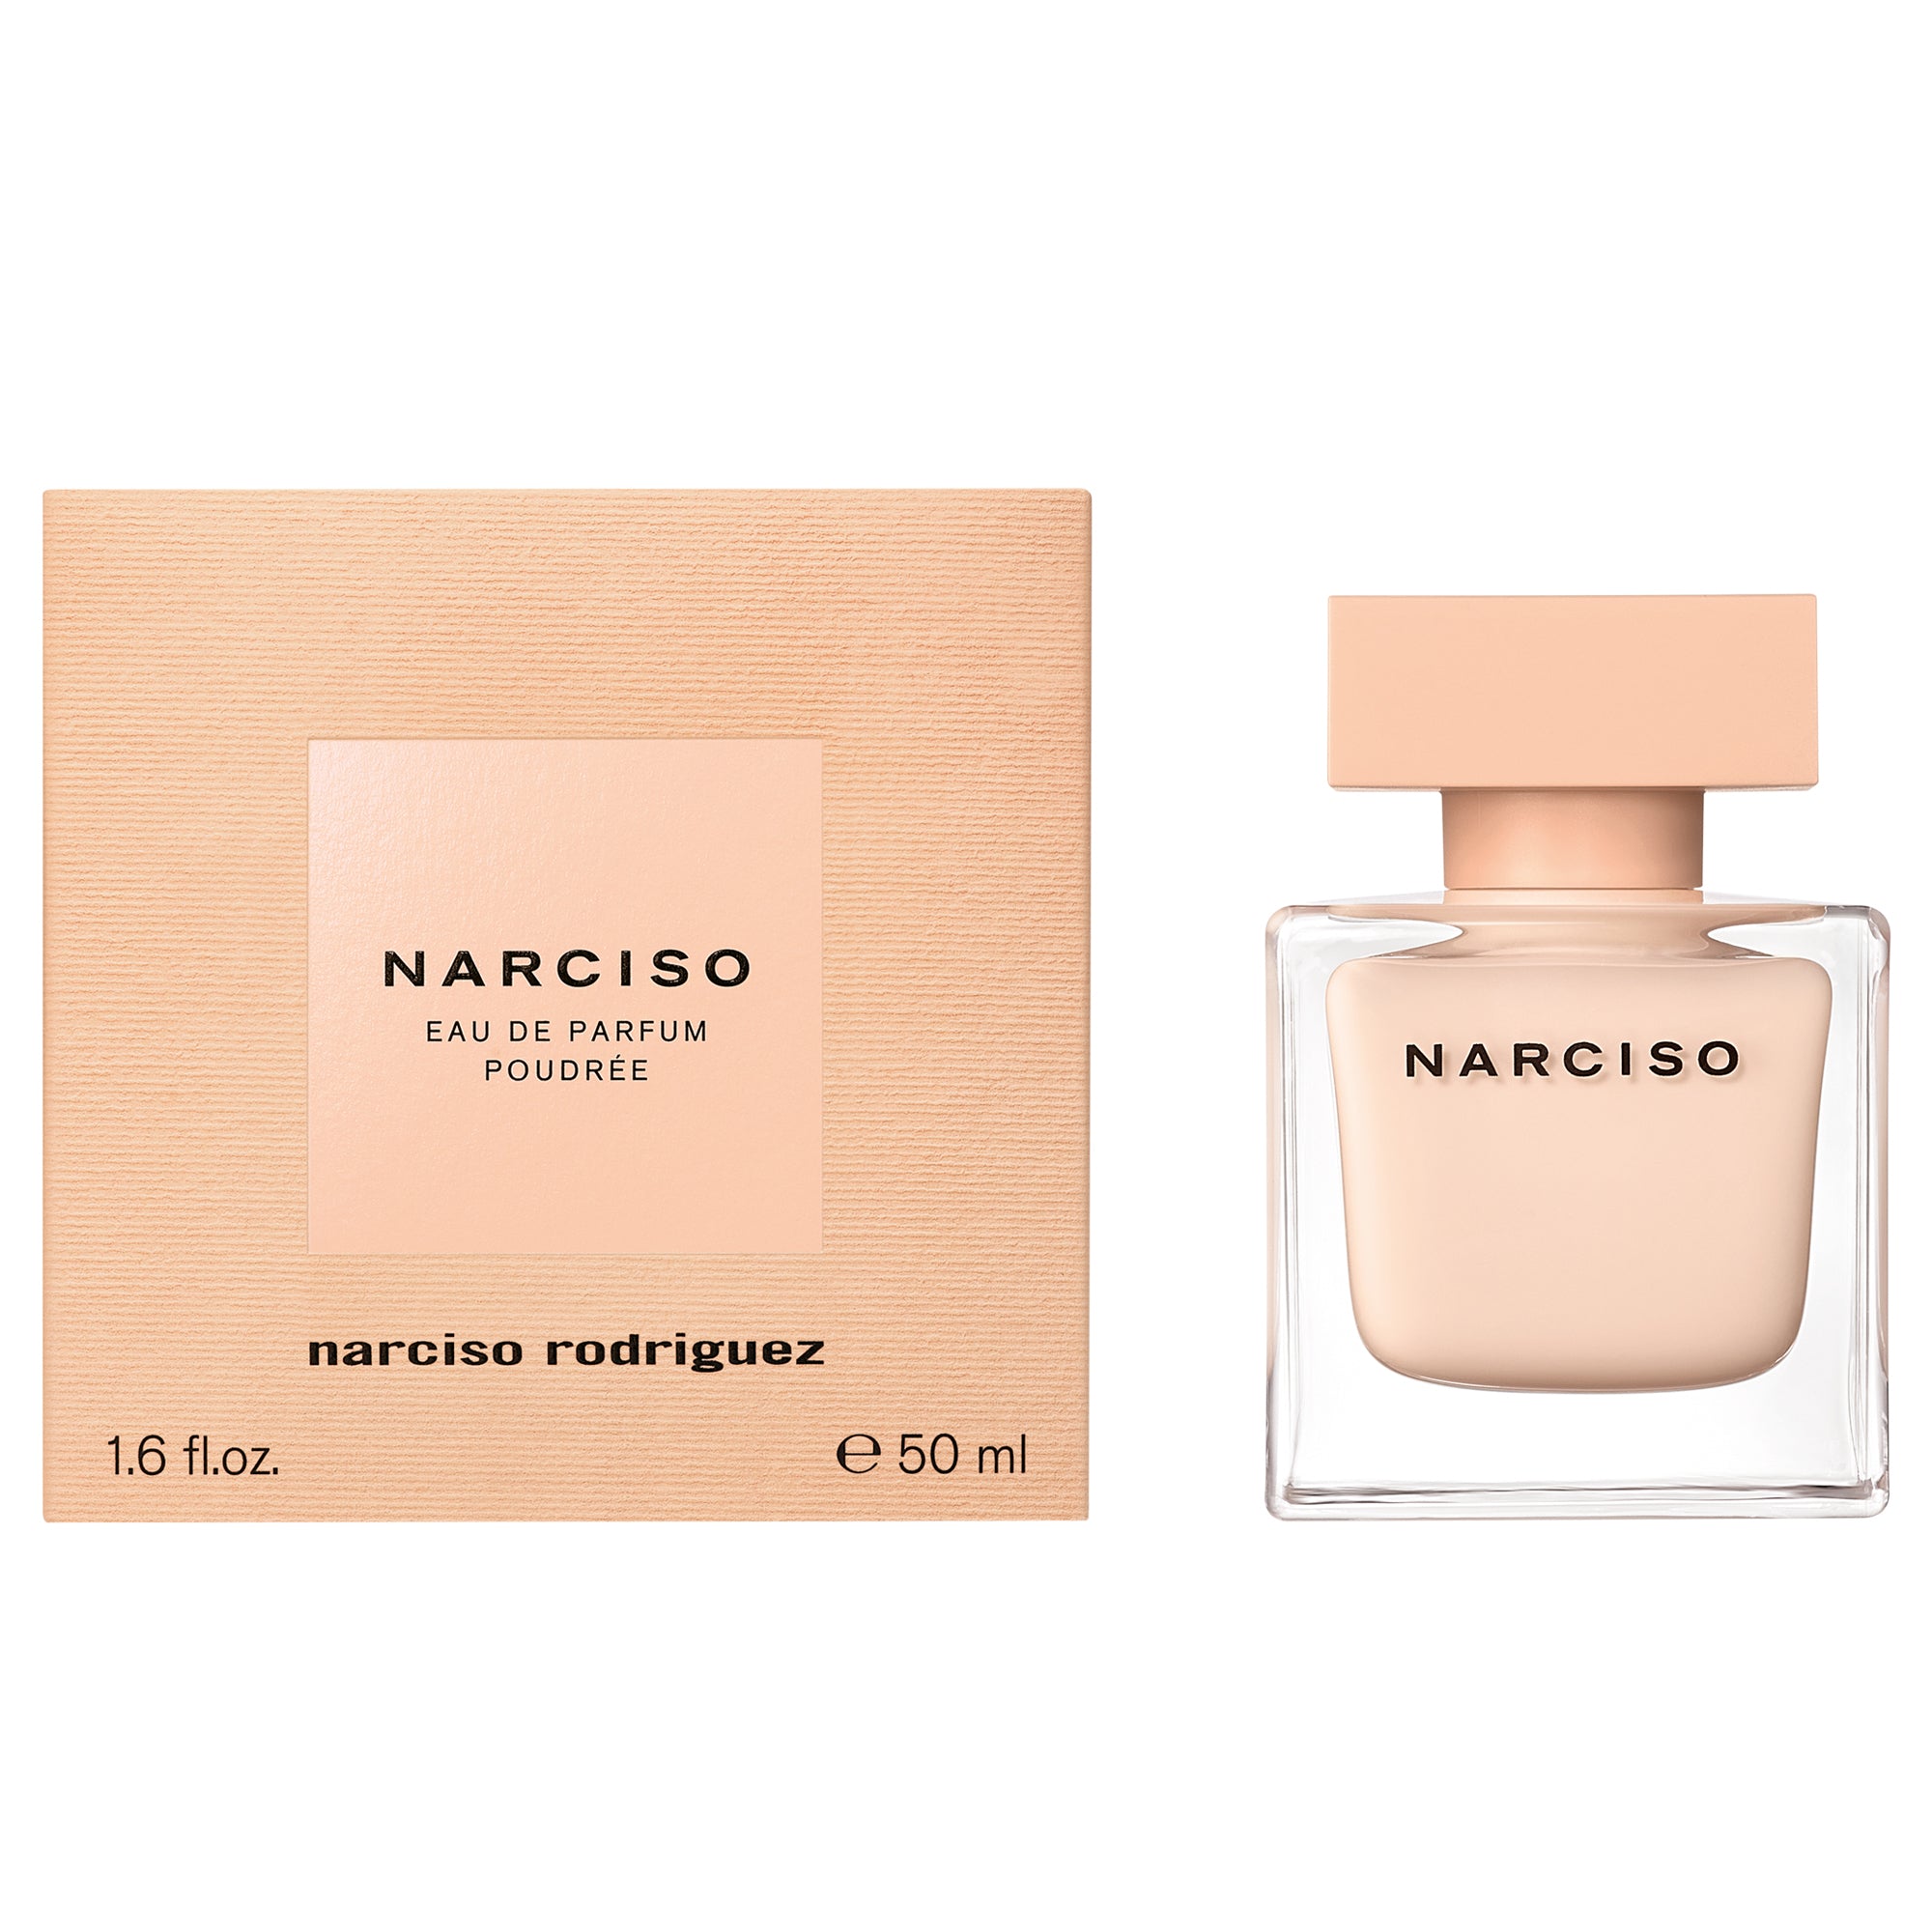 NARCISO
EAU DE PARFUM
POUDRÉE
narciso rodriguez
1.6 fl.oz.
℮ 50 ml
NARCISO